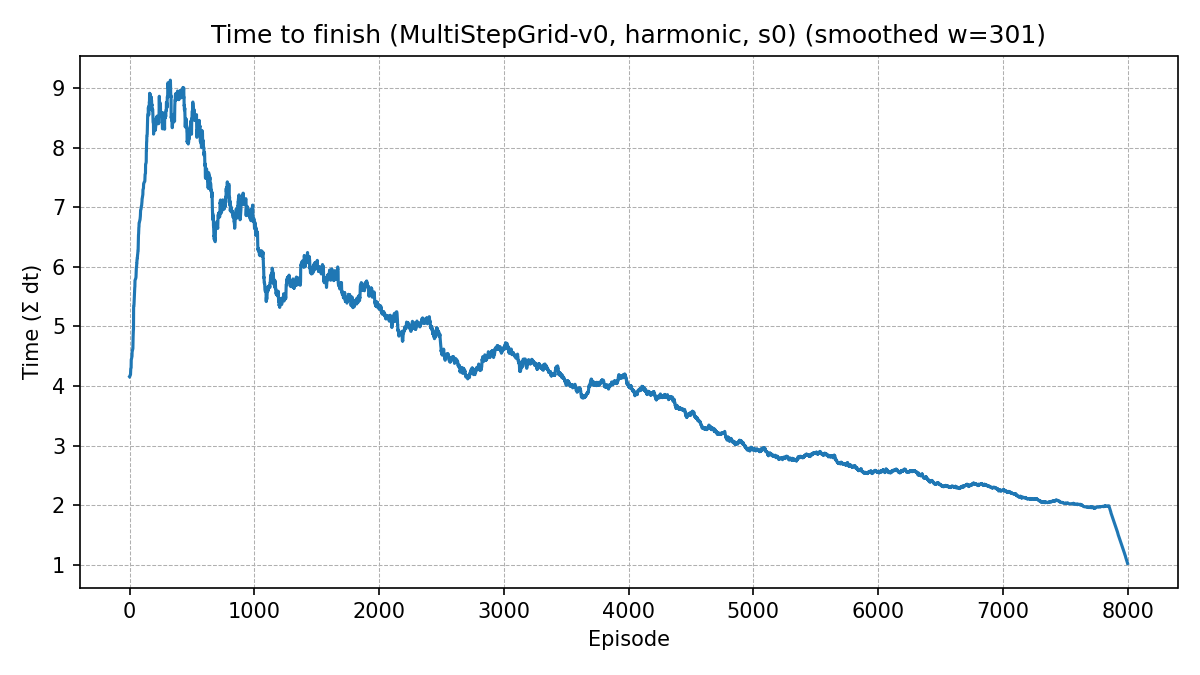 Time to finish (MultiStepGrid-v0, harmonic, s0) (smoothed w=301)
Time (Σ dt)
9
8
7
6
5
4
3
2
1
0 1000 2000 3000 4000 5000 6000 7000 8000
Episode